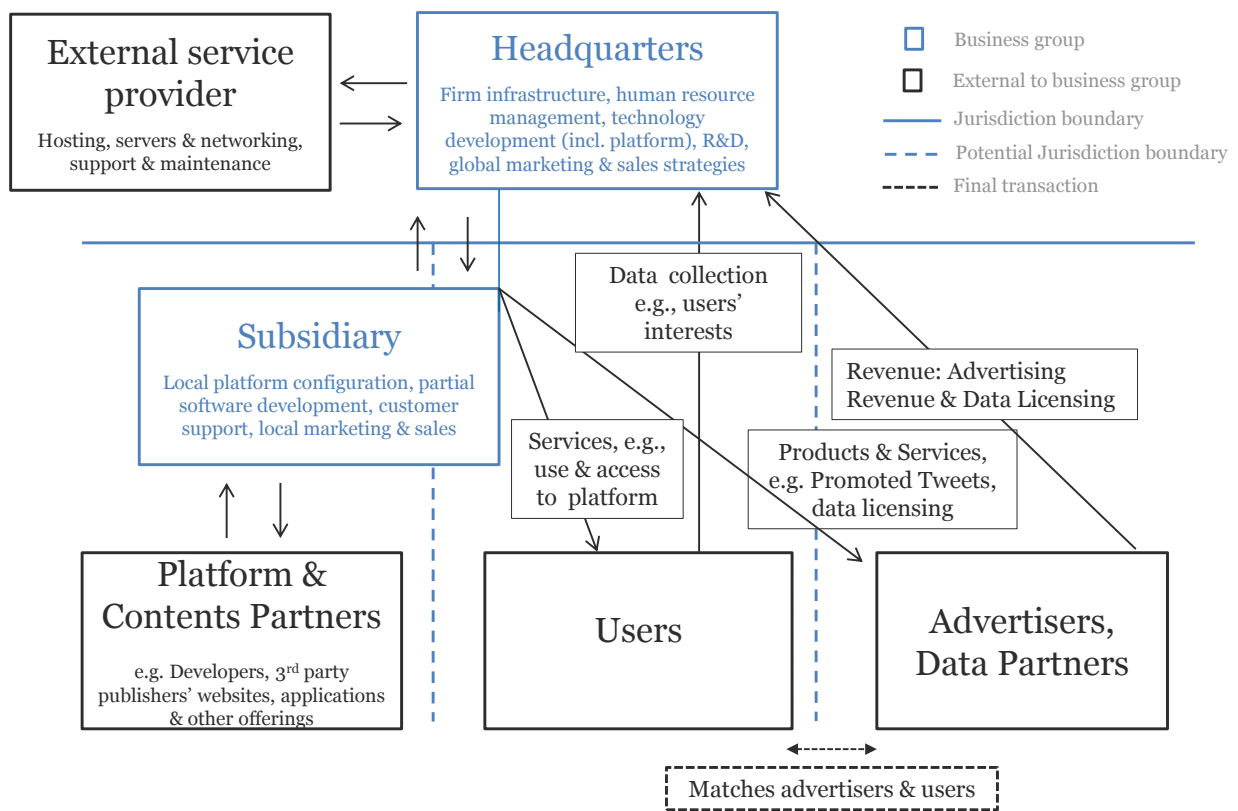 External service
provider
Hosting, servers & networking,
support & maintenance
Headquarters
Firm infrastructure, human resource
management, technology
development (incl. platform), R&D,
global marketing & sales strategies
Business group
External to business group
Jurisdiction boundary
Potential Jurisdiction boundary
Final transaction
Subsidiary
Local platform configuration, partial
software development, customer
support, local marketing & sales
Data collection
e.g., users’
interests
Revenue: Advertising
Revenue & Data Licensing
Services, e.g.,
use & access
to platform
Products & Services,
e.g. Promoted Tweets,
data licensing
Platform &
Contents Partners
e.g. Developers, 3rd party
publishers’ websites, applications
& other offerings
Users
Advertisers,
Data Partners
Matches advertisers & users